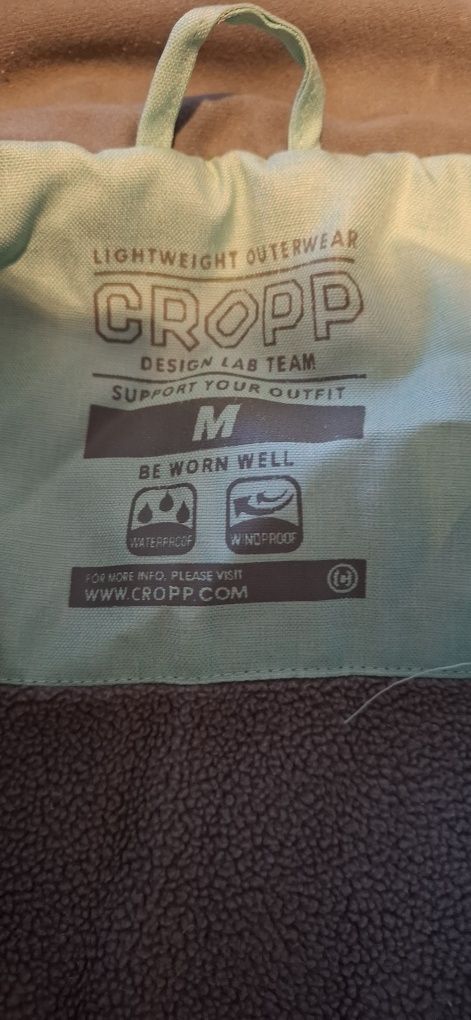 LIGHTWEIGHT OUTERWEAR
CROPP
DESIGN LAB TEAM
SUPPORT YOUR OUTFIT
M
BE WORN WELL
WATERPROOF
WINDPROOF
FOR MORE INFO, PLEASE VISIT
WWW.CROPP.COM
(C)